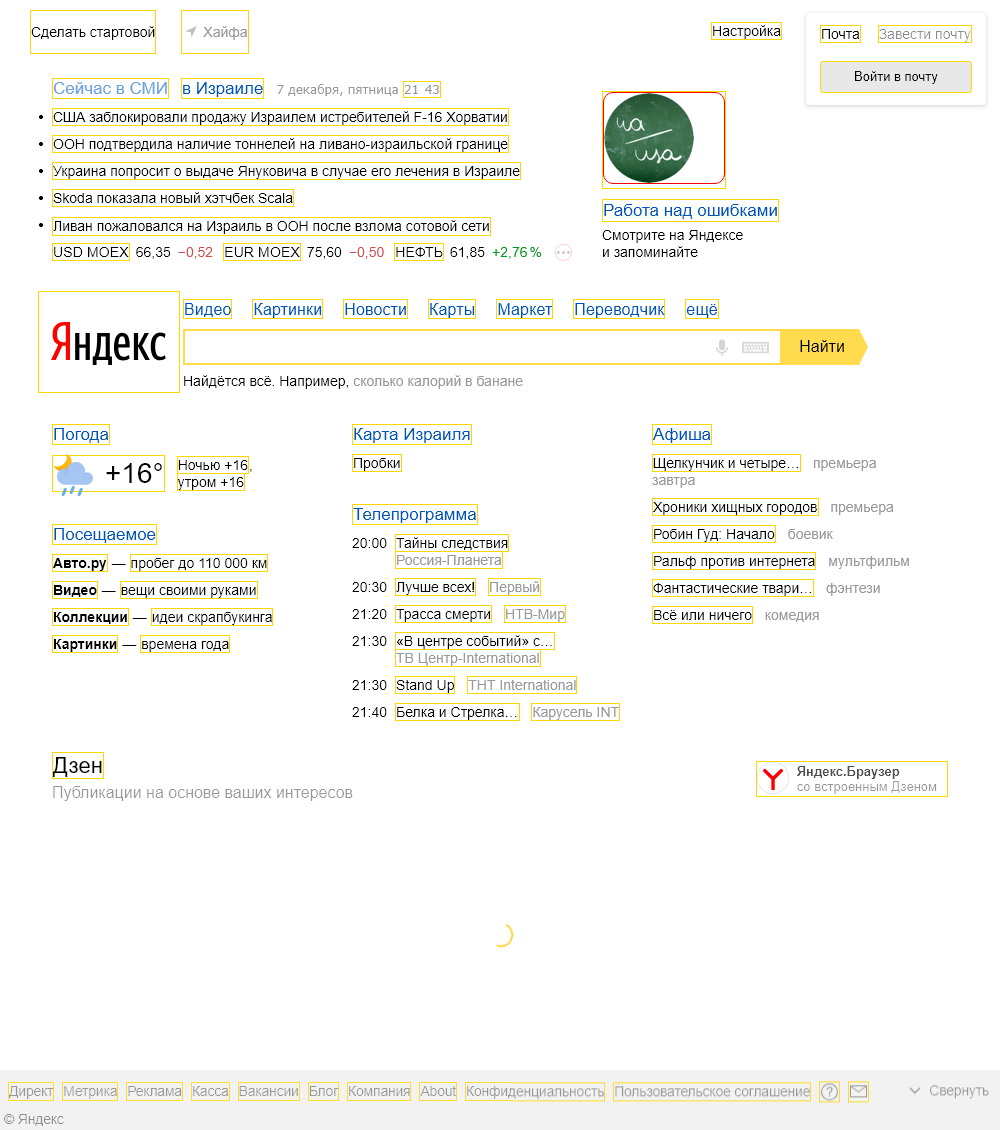 Сделать стартовой
Хайфа
Настройка
Почта
Завести почту
Войти в почту
Сейчас в СМИ
в Израиле
7 декабря, пятница 21 43
США заблокировали продажу Израилем истребителей F-16 Хорватии
ООН подтвердила наличие тоннелей на ливано-израильской границе
Украина попросит о выдаче Януковича в случае его лечения в Израиле
Skoda показала новый хэтчбек Scala
Ливан пожаловался на Израиль в ООН после взлома сотовой сети
USD MOEX 66,35 −0,52 EUR MOEX 75,60 −0,50 НЕФТЬ 61,85 +2,76 %
ua
usa
Работа над ошибками
Смотрите на Яндексе
и запоминайте
Яндекс
Видео Картинки Новости Карты Маркет Переводчик ещё
Найти
Найдётся всё. Например, сколько калорий в банане
Погода
+16°
Ночью +16,
утром +16
Посещаемое
Авто.ру — пробег до 110 000 км
Видео — вещи своими руками
Коллекции — идеи скрапбукинга
Картинки — времена года
Карта Израиля
Пробки
Телепрограмма
20:00 Тайны следствия
Россия-Планета
20:30 Лучше всех! Первый
21:20 Трасса смерти НТВ-Мир
21:30 «В центре событий» с…
ТВ Центр-International
21:30 Stand Up ТНТ International
21:40 Белка и Стрелка… Карусель INT
Афиша
Щелкунчик и четыре… премьера
завтра
Хроники хищных городов премьера
Робин Гуд: Начало боевик
Ральф против интернета мультфильм
Фантастические твари… фэнтези
Всё или ничего комедия
Дзен
Публикации на основе ваших интересов
Яндекс.Браузер
со встроенным Дзеном
Директ Метрика Реклама Касса Вакансии Блог Компания About Конфиденциальность Пользовательское соглашение
Свернуть
© Яндекс